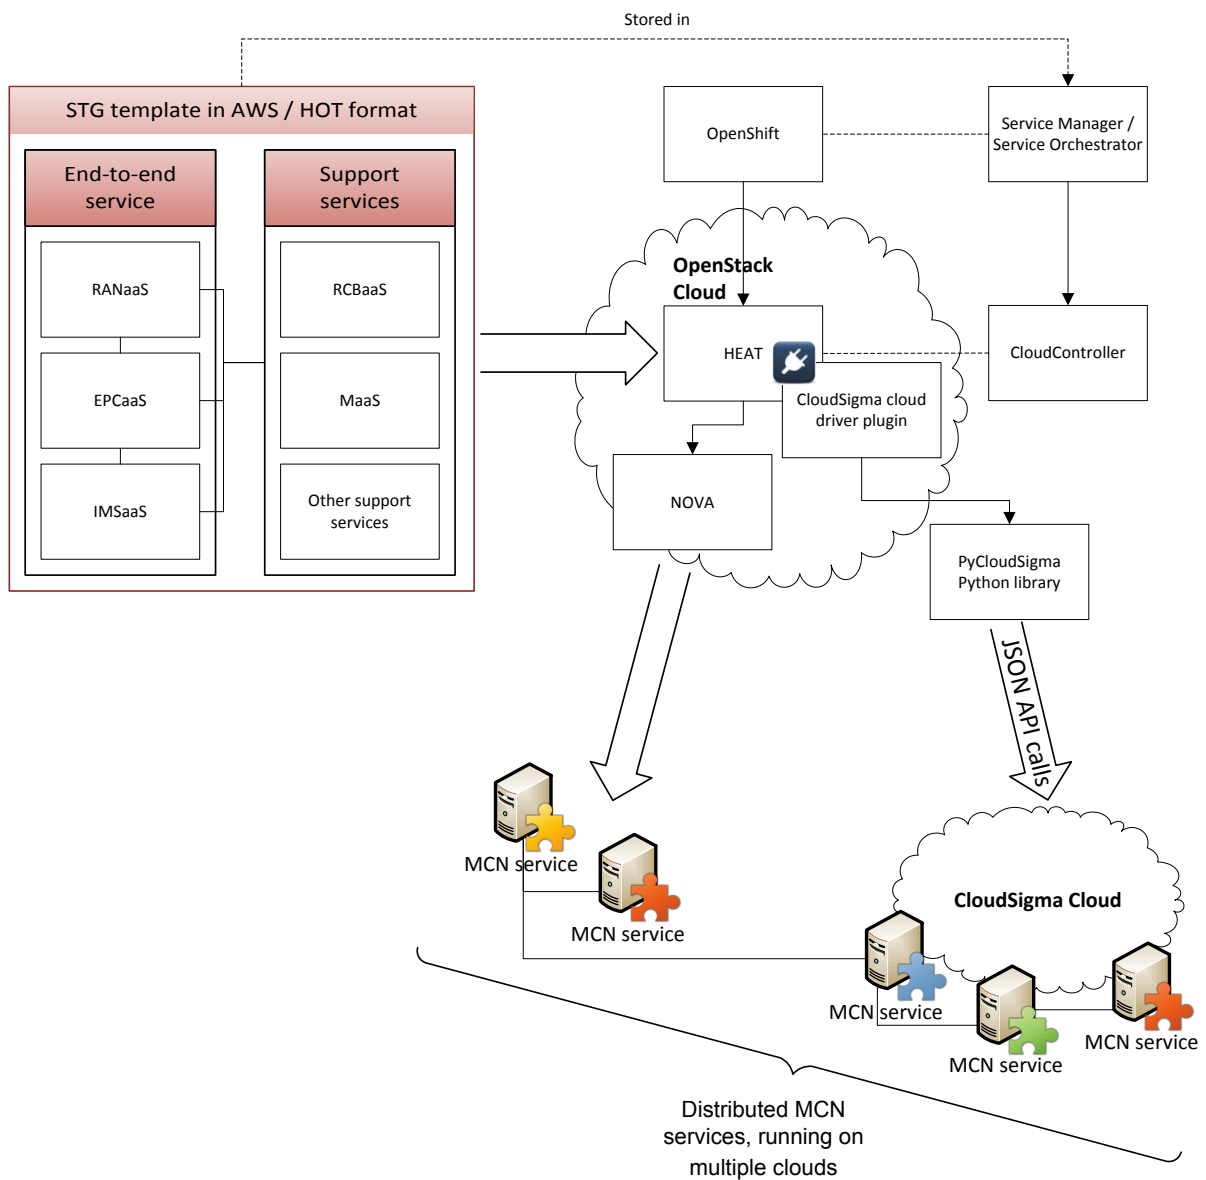 Stored in
STG template in AWS / HOT format
End-to-end
service
Support
services
RANaaS
EPCaaS
IMSaaS
RCBaaS
MaaS
Other support
services
OpenShift
Service Manager /
Service Orchestrator
OpenStack
Cloud
HEAT
CloudController
CloudSigma cloud
driver plugin
NOVA
PyCloudSigma
Python library
JSON API calls
MCN service
MCN service
CloudSigma Cloud
MCN service
MCN service
MCN service
Distributed MCN
services, running on
multiple clouds